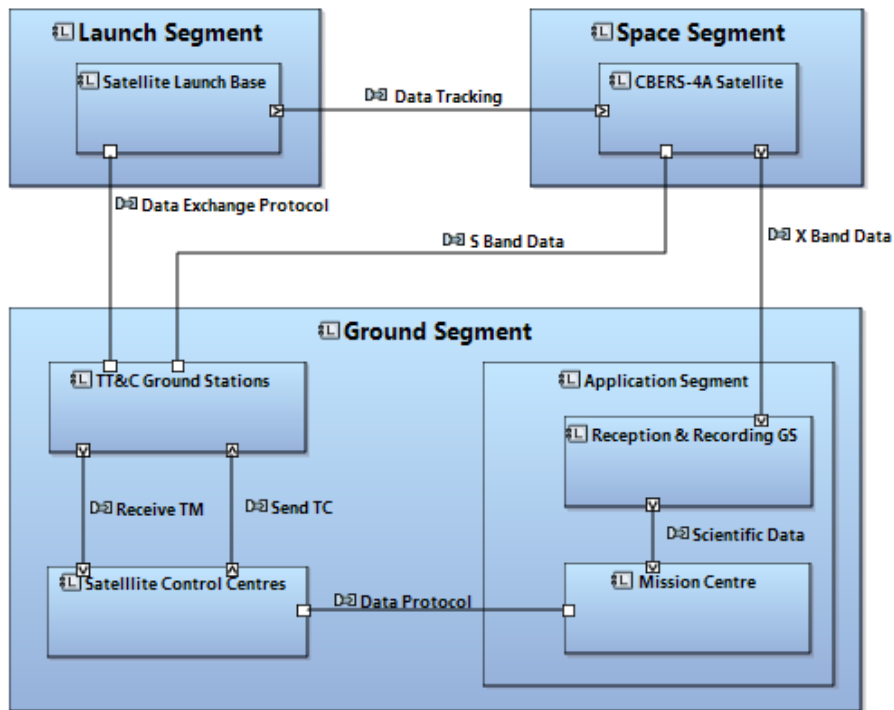 Launch Segment
Space Segment
Satellite Launch Base
CBERS-4A Satellite
Data Tracking
Data Exchange Protocol
S Band Data
X Band Data
Ground Segment
TT&C Ground Stations
Application Segment
Reception & Recording GS
Receive TM
Send TC
Scientific Data
Satelllite Control Centres
Mission Centre
Data Protocol